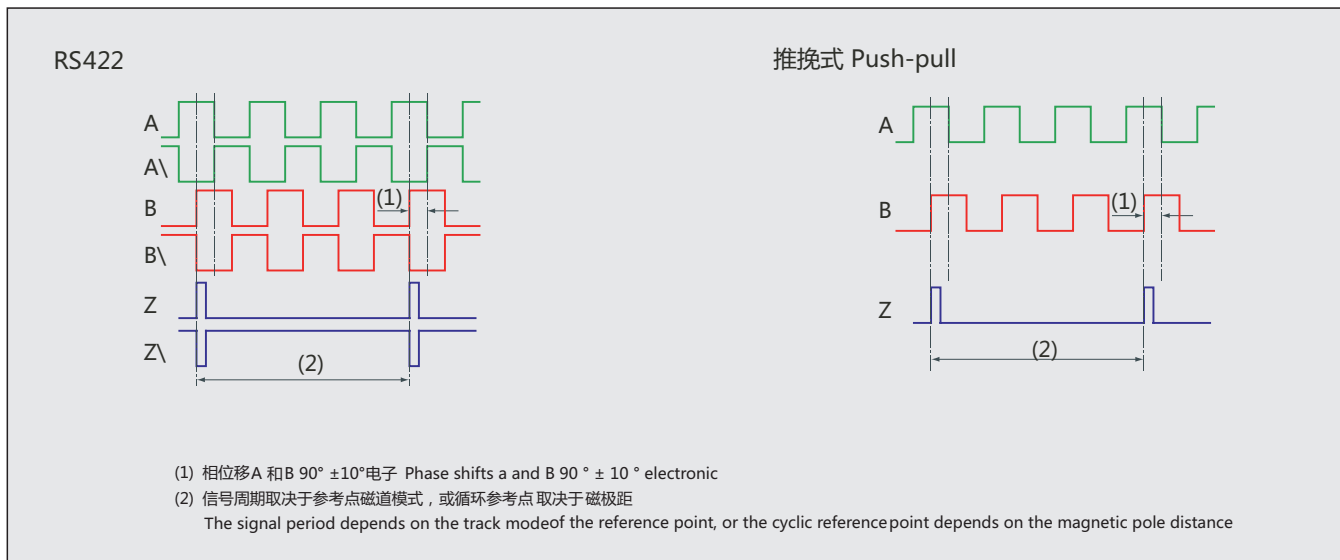 RS422
A
A\
B
(1)
B\
Z
Z\
(2)
推挽式 Push-pull
A
B
(1)
Z
(2)
(1) 相位移A 和B 90° ±10°电子 Phase shifts a and B 90 ° ± 10 ° electronic
(2) 信号周期取决于参考点磁道模式，或循环参考点取决于磁极距
The signal period depends on the track modeof the reference point, or the cyclic referencepoint depends on the magnetic pole distance